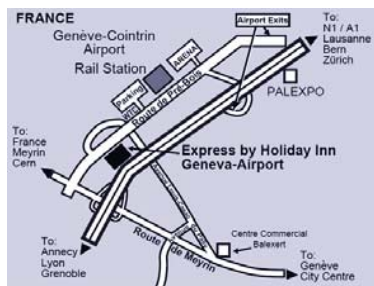 FRANCE
Genève-Cointrin
Airport
Rail Station
Airport Exits
To:
N1 / A1
Lausanne
Bern
Zürich
ARENA
Parking
WTC
Route de Pré-Bois
PALEXPO
To:
France
Meyrin
Cern
Express by Holiday Inn
Geneva-Airport
Centre Commercial
Balexert
Route de Meyrin
To:
Annecy
Lyon
Grenoble
To:
Genève
City Centre